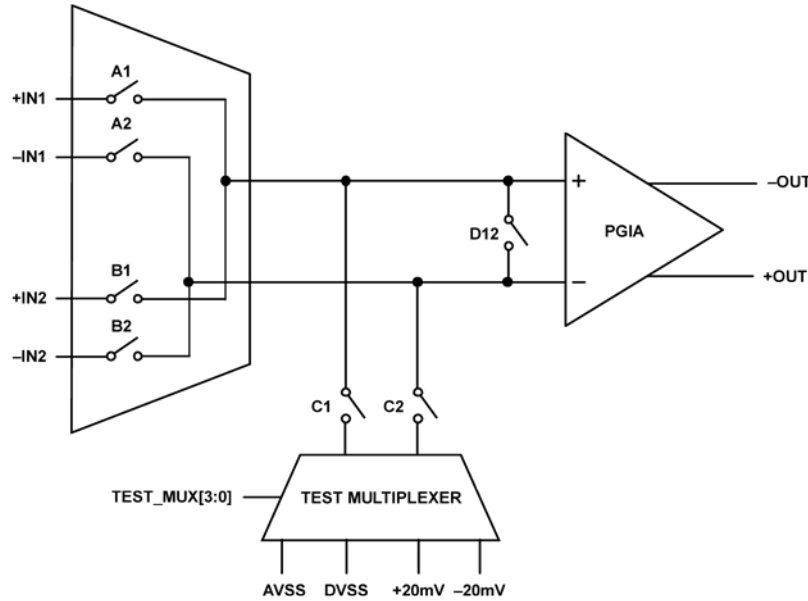 A1
+IN1
A2
–IN1
+
–OUT
D12
PGIA
B1
+IN2
–
+OUT
B2
–IN2
C1
C2
TEST_MUX[3:0]
TEST MULTIPLEXER
AVSS
DVSS
+20mV
–20mV